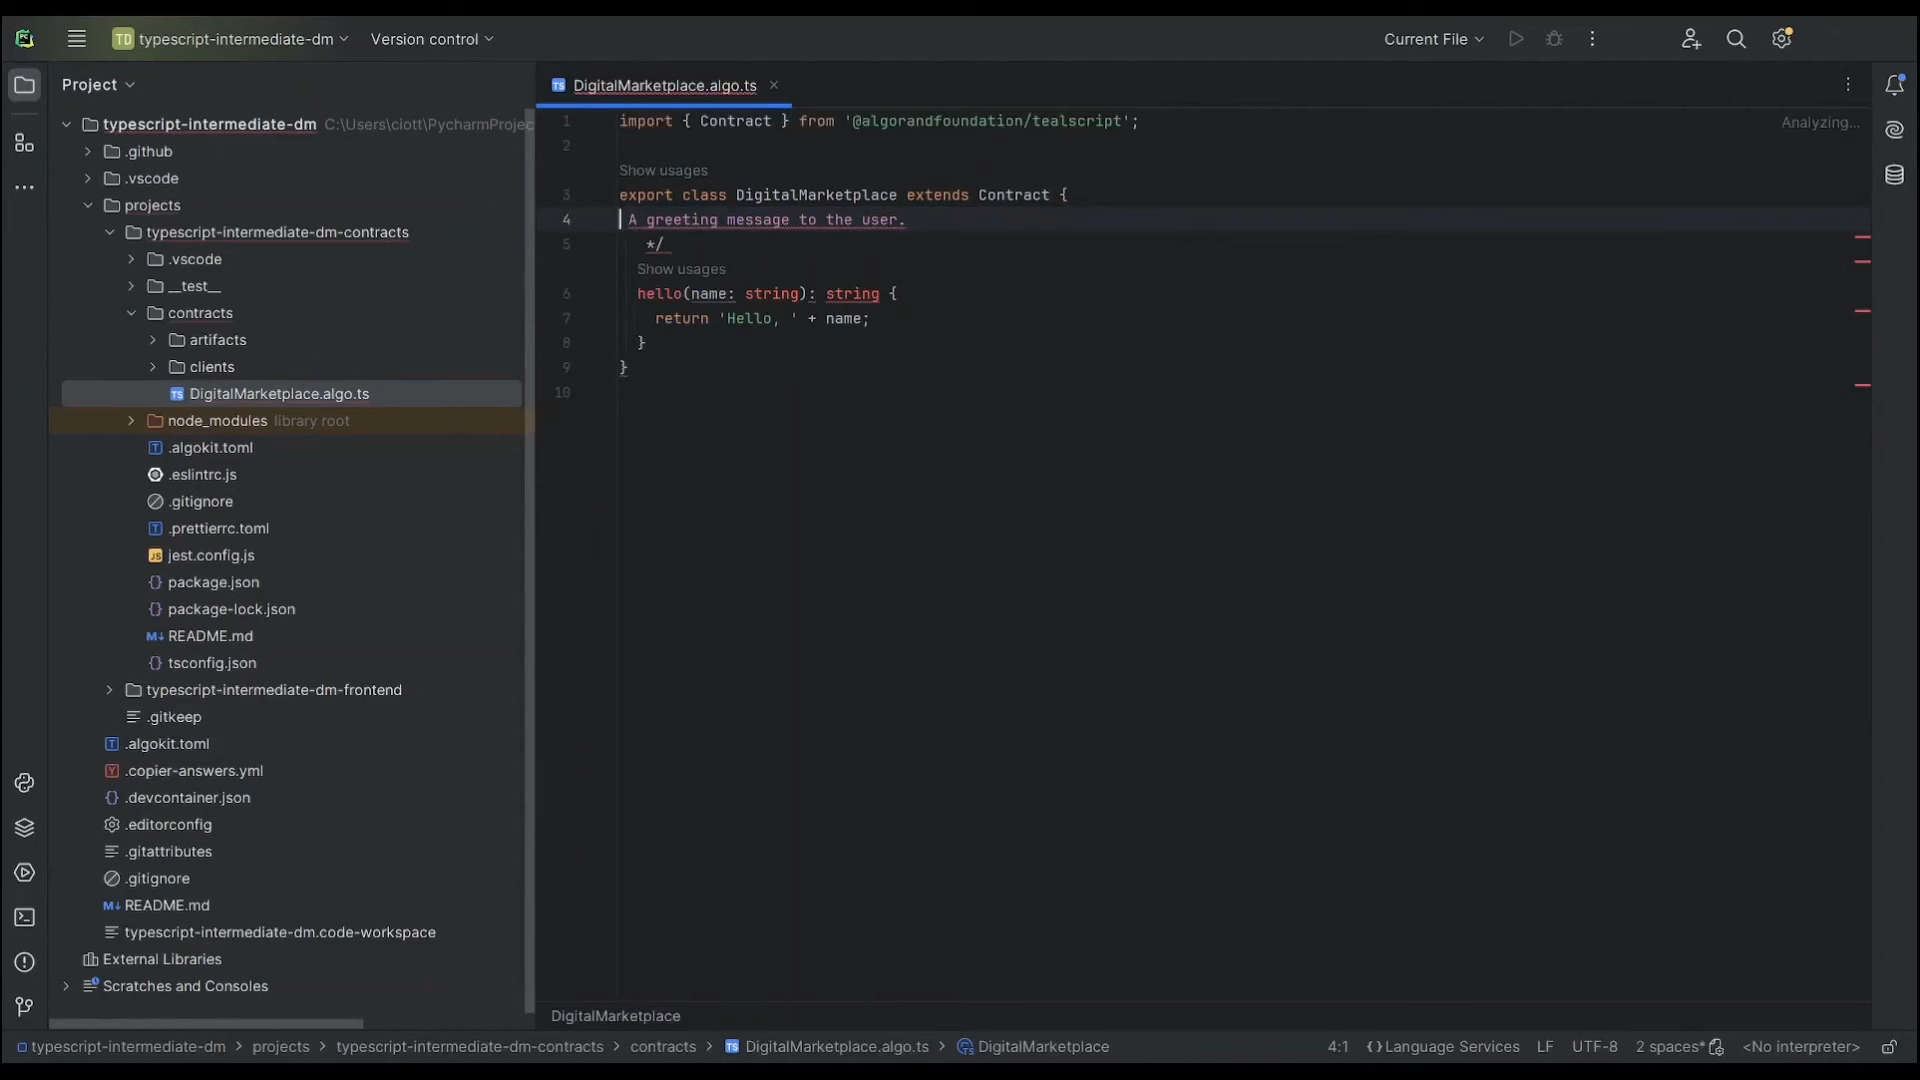 TD typescript-intermediate-dm Version control Current File
Project
typescript-intermediate-dm C:\Users\ciott\PycharmProjec
.github
.vscode
projects
typescript-intermediate-dm-contracts
.vscode
__test__
contracts
artifacts
clients
TS DigitalMarketplace.algo.ts
node_modules library root
.algokit.toml
.eslintrc.js
.gitignore
.prettierrc.toml
JS jest.config.js
package.json
package-lock.json
M↓ README.md
tsconfig.json
typescript-intermediate-dm-frontend
.gitkeep
.algokit.toml
.copier-answers.yml
.devcontainer.json
.editorconfig
.gitattributes
.gitignore
M↓ README.md
typescript-intermediate-dm.code-workspace
External Libraries
Scratches and Consoles
TS DigitalMarketplace.algo.ts
1 import { Contract } from '@algorandfoundation/tealscript';
Analyzing...
2
Show usages
3 export class DigitalMarketplace extends Contract {
4 A greeting message to the user.
5 */
Show usages
6 hello(name: string): string {
7 return 'Hello, ' + name;
8 }
9 }
10
DigitalMarketplace
typescript-intermediate-dm > projects > typescript-intermediate-dm-contracts > contracts > TS DigitalMarketplace.algo.ts > DigitalMarketplace 4:1 {} Language Services LF UTF-8 2 spaces* <No interpreter>